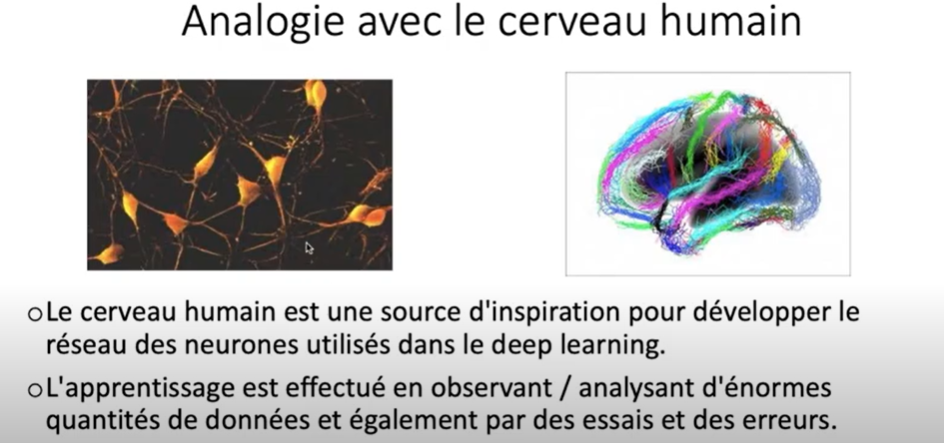 Analogie avec le cerveau humain
○Le cerveau humain est une source d'inspiration pour développer le
réseau des neurones utilisés dans le deep learning.
○L'apprentissage est effectué en observant / analysant d'énormes
quantités de données et également par des essais et des erreurs.